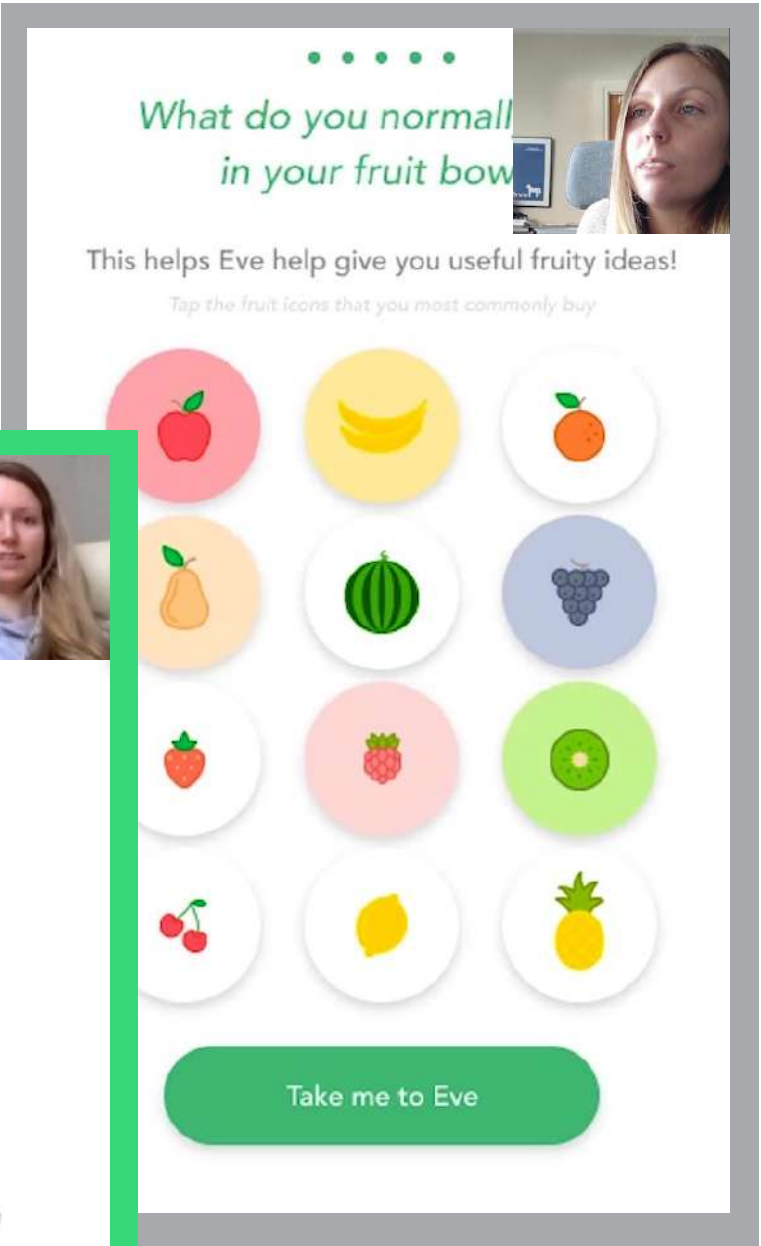 What do you normall
in your fruit bow
This helps Eve help give you useful fruity ideas!
Tap the fruit icons that you most commonly buy
Take me to Eve